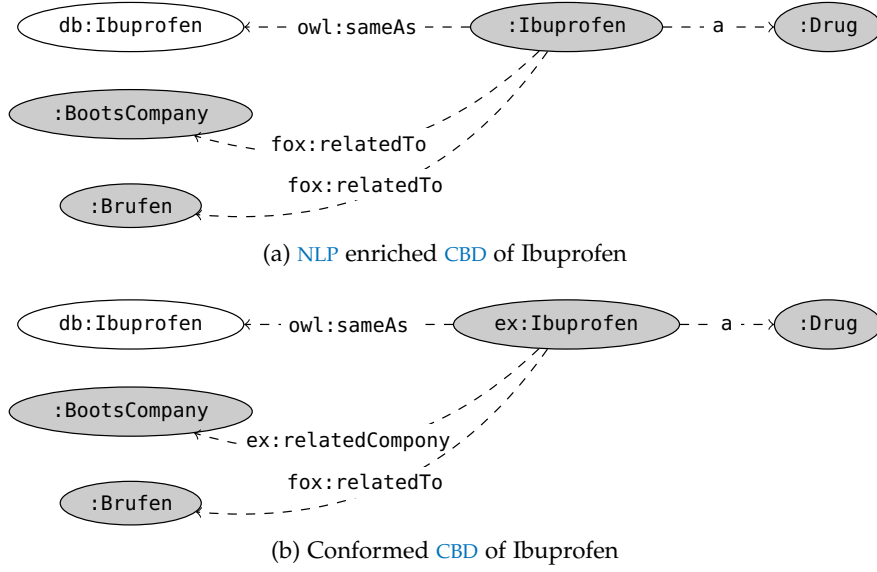 db:Ibuprofen owl:sameAs :Ibuprofen a :Drug
:BootsCompany
fox:relatedTo
fox:relatedTo
:Brufen
(a) NLP enriched CBD of Ibuprofen
db:Ibuprofen owl:sameAs ex:Ibuprofen a :Drug
:BootsCompany
ex:relatedCompony
fox:relatedTo
:Brufen
(b) Conformed CBD of Ibuprofen